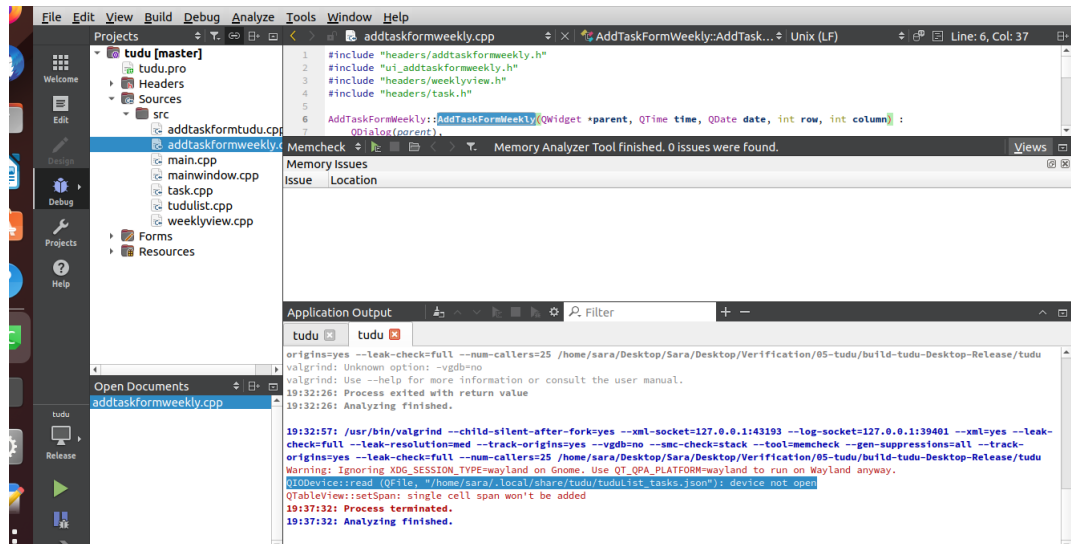 File Edit View Build Debug Analyze Tools Window Help
Projects
addtaskformweekly.cpp
AddTaskFormWeekly::AddTask...
Unix (LF)
Line: 6, Col: 37
Welcome
Edit
Design
Debug
Projects
Help
tudu
Release
tudu [master]
tudu.pro
Headers
Sources
src
addtaskformtudu.cpp
addtaskformweekly.c
main.cpp
mainwindow.cpp
task.cpp
tudulist.cpp
weeklyview.cpp
Forms
Resources
Open Documents
addtaskformweekly.cpp
1 #include "headers/addtaskformweekly.h"
2 #include "ui_addtaskformweekly.h"
3 #include "headers/weeklyview.h"
4 #include "headers/task.h"
5
6 AddTaskFormWeekly::AddTaskFormWeekly(QWidget *parent, QTime time, QDate date, int row, int column) :
7 QDialog(parent),
Memcheck Memory Analyzer Tool finished. 0 issues were found. Views
Memory Issues
Issue Location
Application Output Filter
tudu tudu
origins=yes --leak-check=full --num-callers=25 /home/sara/Desktop/Sara/Desktop/Verification/05-tudu/build-tudu-Desktop-Release/tudu
valgrind: Unknown option: -vgdb=no
valgrind: Use --help for more information or consult the user manual.
19:32:26: Process exited with return value
19:32:26: Analyzing finished.
19:32:57: /usr/bin/valgrind --child-silent-after-fork=yes --xml-socket=127.0.0.1:43193 --log-socket=127.0.0.1:39401 --xml=yes --leak-
check=full --leak-resolution=med --track-origins=yes --vgdb=no --smc-check=stack --tool=memcheck --gen-suppressions=all --track-
origins=yes --leak-check=full --num-callers=25 /home/sara/Desktop/Sara/Desktop/Verification/05-tudu/build-tudu-Desktop-Release/tudu
Warning: Ignoring XDG_SESSION_TYPE=wayland on Gnome. Use QT_QPA_PLATFORM=wayland to run on Wayland anyway.
QIODevice::read (QFile, "/home/sara/.local/share/tudu/tuduList_tasks.json"): device not open
QTableView::setSpan: single cell span won't be added
19:37:32: Process terminated.
19:37:32: Analyzing finished.